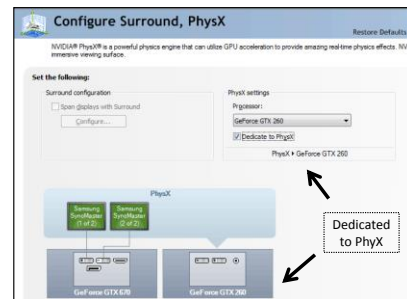 Configure Surround, PhysX
Restore Defaults
NVIDIA® PhysX® is a powerful physics engine that can utilize GPU acceleration to provide amazing real-time physics effects. NV
immersive viewing surface.
Set the following:
Surround configuration
Span displays with Surround
Configure...
PhysX settings
Processor:
GeForce GTX 260
Dedicate to PhysX
PhysX ▸ GeForce GTX 260
PhysX
Samsung
SyncMaster
(1 of 2)
Samsung
SyncMaster
(2 of 2)
GeForce GTX 670
GeForce GTX 260
Dedicated
to PhyX